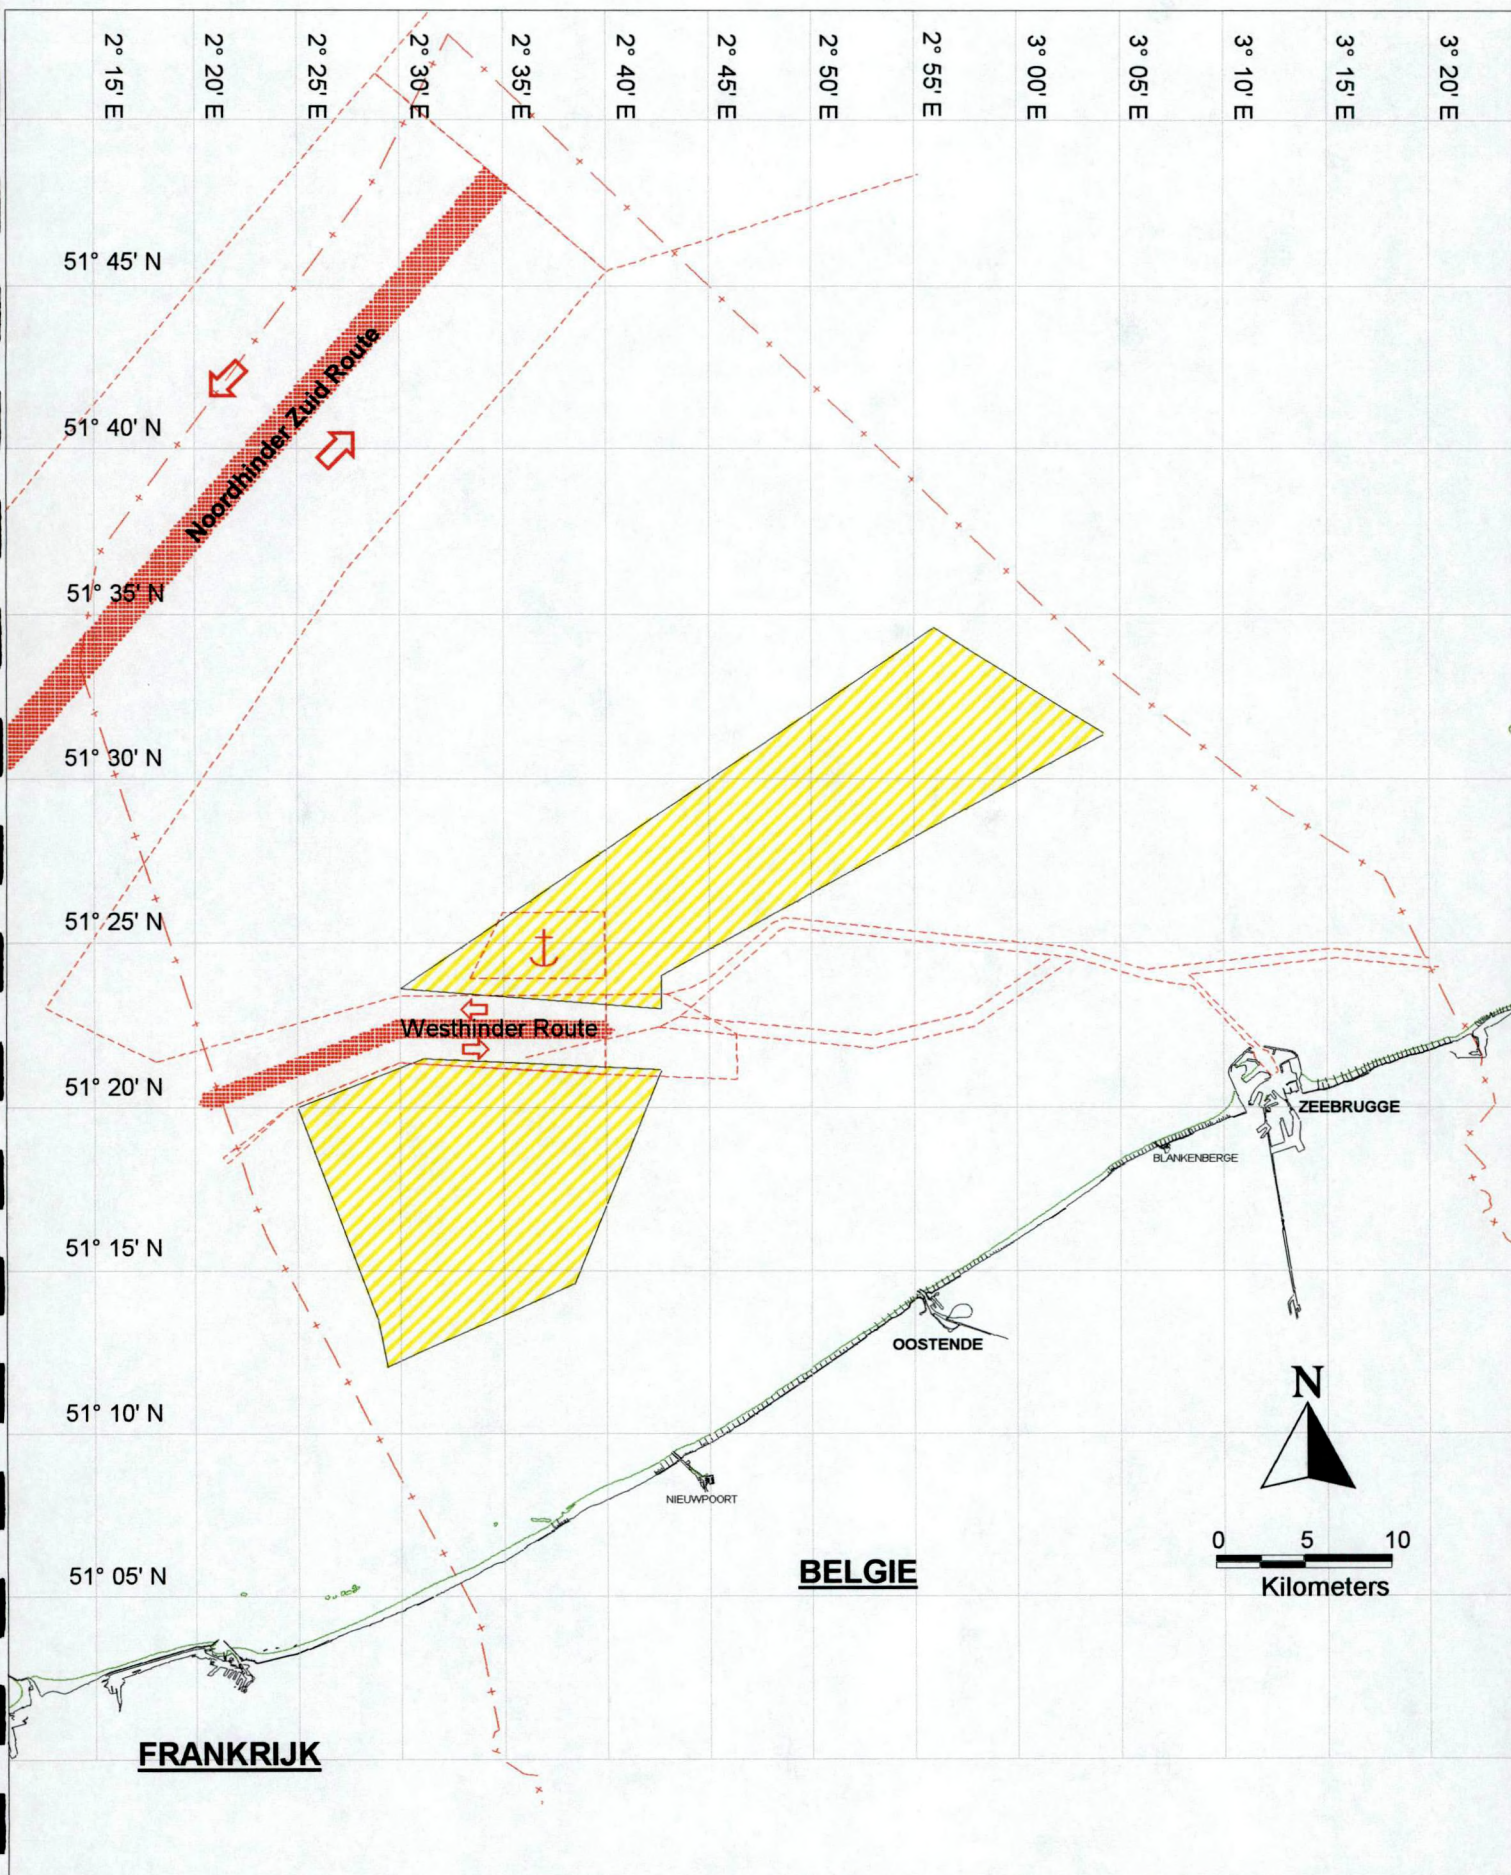 2° 15' E
2° 20' E
2° 25' E
2° 30' E
2° 35' E
2° 40' E
2° 45' E
2° 50' E
2° 55' E
3° 00' E
3° 05' E
3° 10' E
3° 15' E
3° 20' E
51° 45' N
Noordhinder Zuid Route
51° 40' N
51° 35' N
51° 30' N
51° 25' N
Westhinder Route
51° 20' N
ZEEBRUGGE
BLANKENBERGE
51° 15' N
OOSTENDE
N
51° 10' N
NIEUWPOORT
0 5 10
Kilometers
51° 05' N
BELGIE
FRANKRIJK